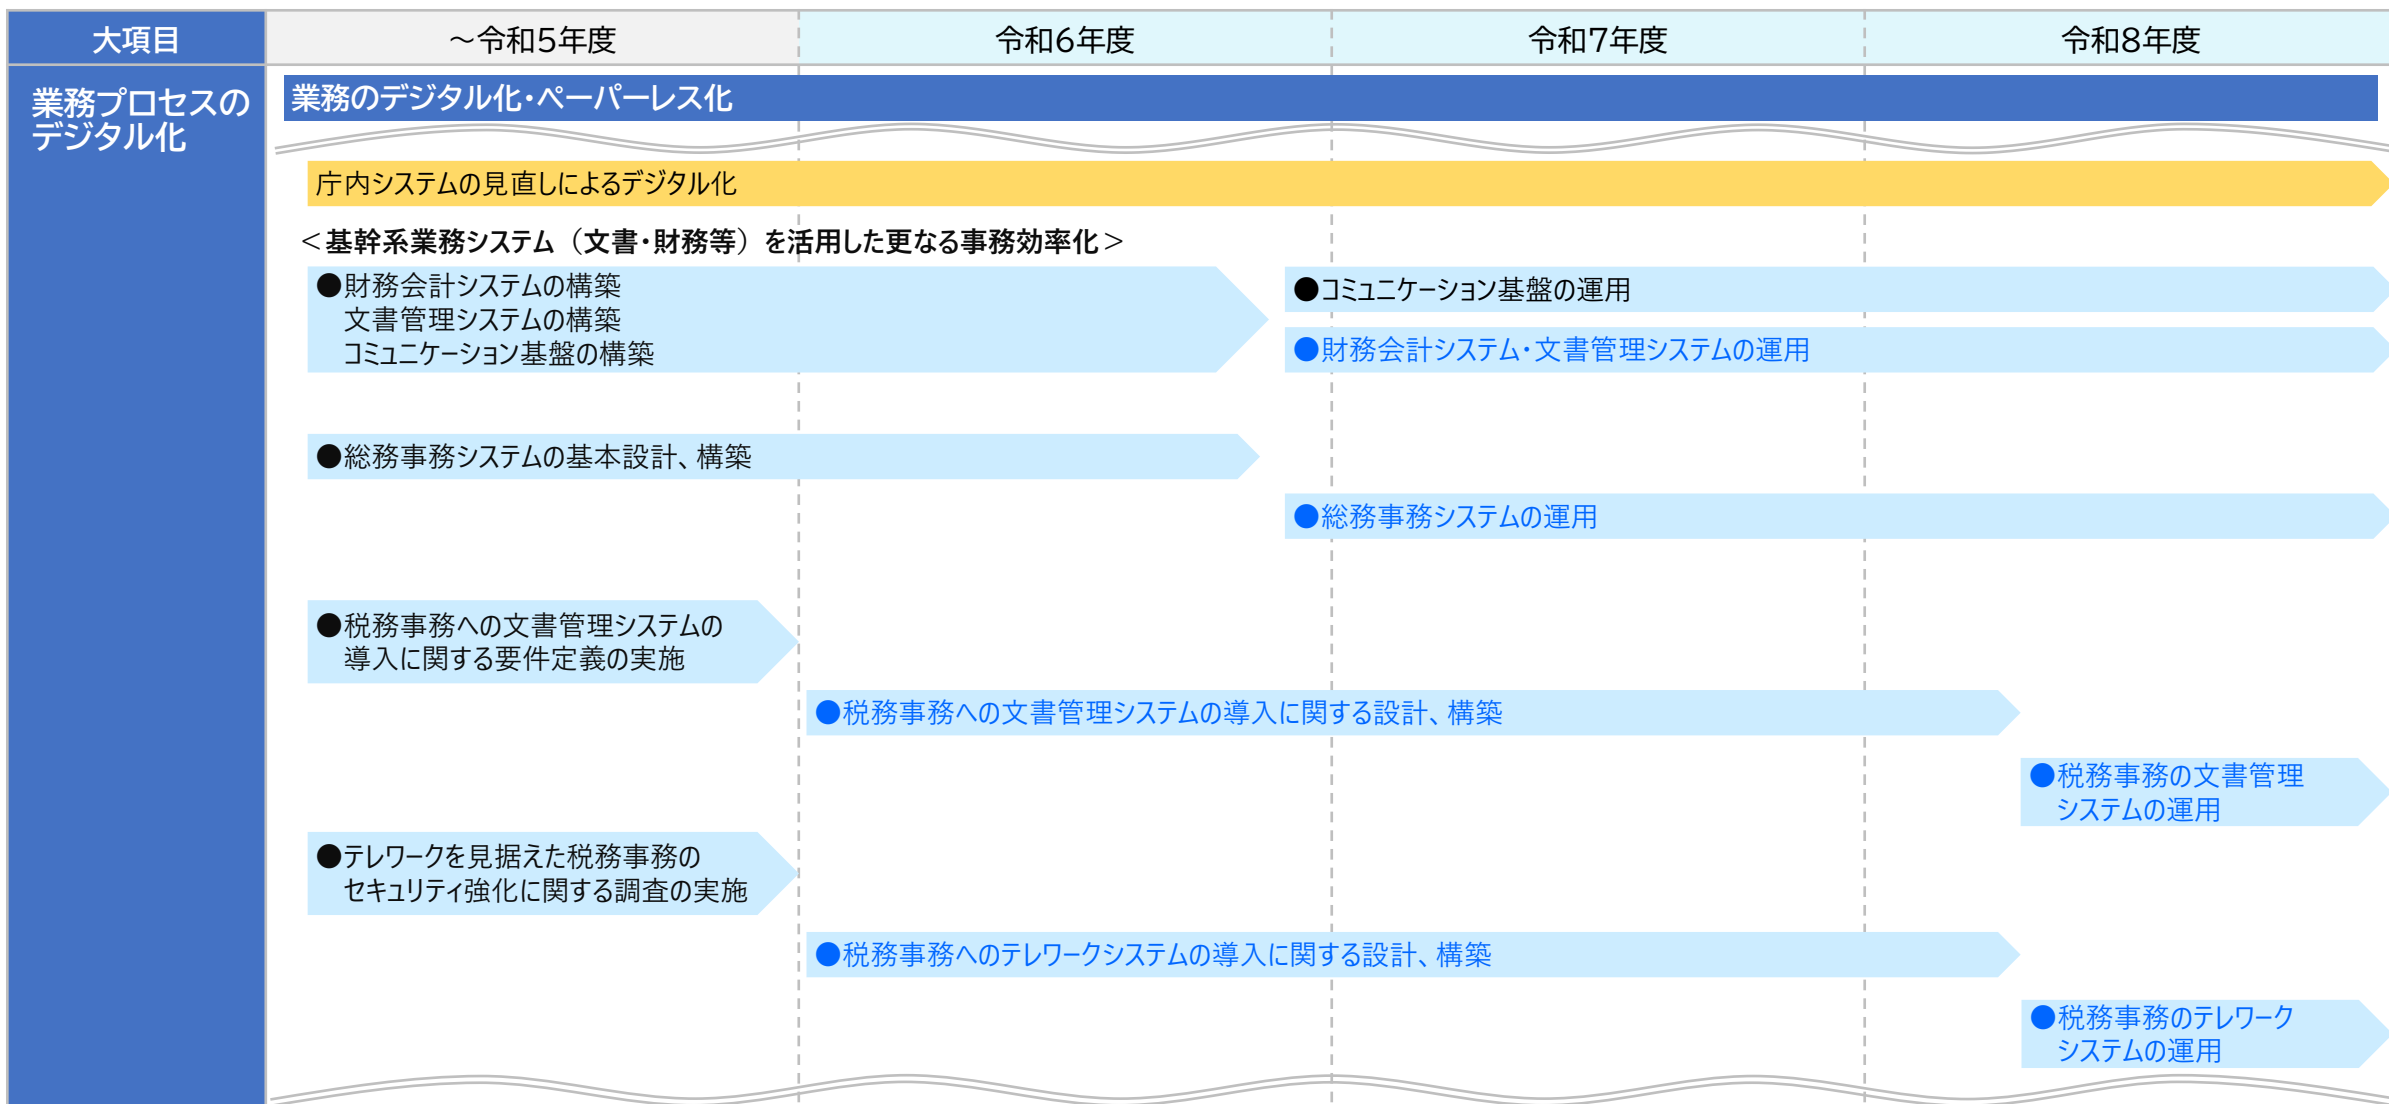 大項目
～令和5年度
令和6年度
令和7年度
令和8年度
業務プロセスの
デジタル化
業務のデジタル化・ペーパーレス化
庁内システムの見直しによるデジタル化
＜基幹系業務システム（文書・財務等）を活用した更なる事務効率化＞
●財務会計システムの構築
文書管理システムの構築
コミュニケーション基盤の構築
●コミュニケーション基盤の運用
●財務会計システム・文書管理システムの運用
●総務事務システムの基本設計、構築
●総務事務システムの運用
●税務事務への文書管理システムの
導入に関する要件定義の実施
●税務事務への文書管理システムの導入に関する設計、構築
●税務事務の文書管理
システムの運用
●テレワークを見据えた税務事務の
セキュリティ強化に関する調査の実施
●税務事務へのテレワークシステムの導入に関する設計、構築
●税務事務のテレワーク
システムの運用